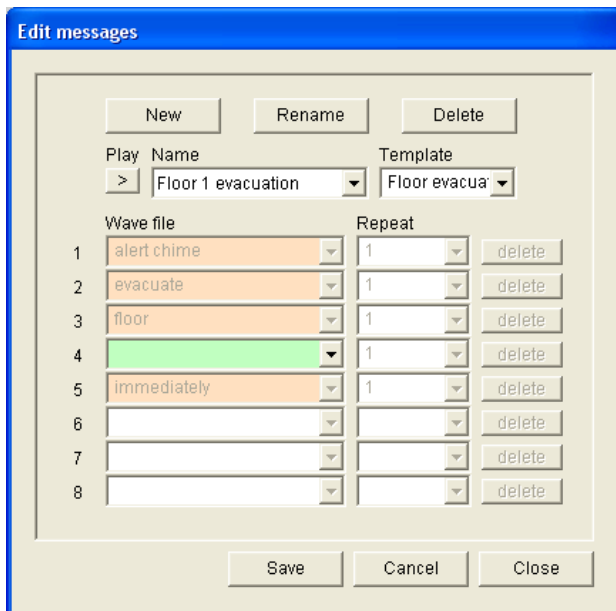 Edit messages
New Rename Delete
Play Name Template
> Floor 1 evacuation Floor evacua
Wave file Repeat
1 alert chime 1 delete
2 evacuate 1 delete
3 floor 1 delete
4 1 delete
5 immediately 1 delete
6 delete
7 delete
8 delete
Save Cancel Close